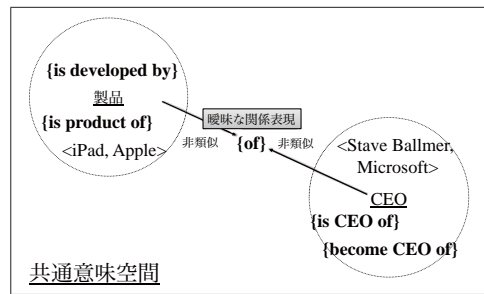 {is developed by}
製品
{is product of}
<iPad, Apple>
曖昧な関係表現
非類似 {of} 非類似
<Stave Ballmer,
Microsoft>
CEO
{is CEO of}
{become CEO of}
共通意味空間